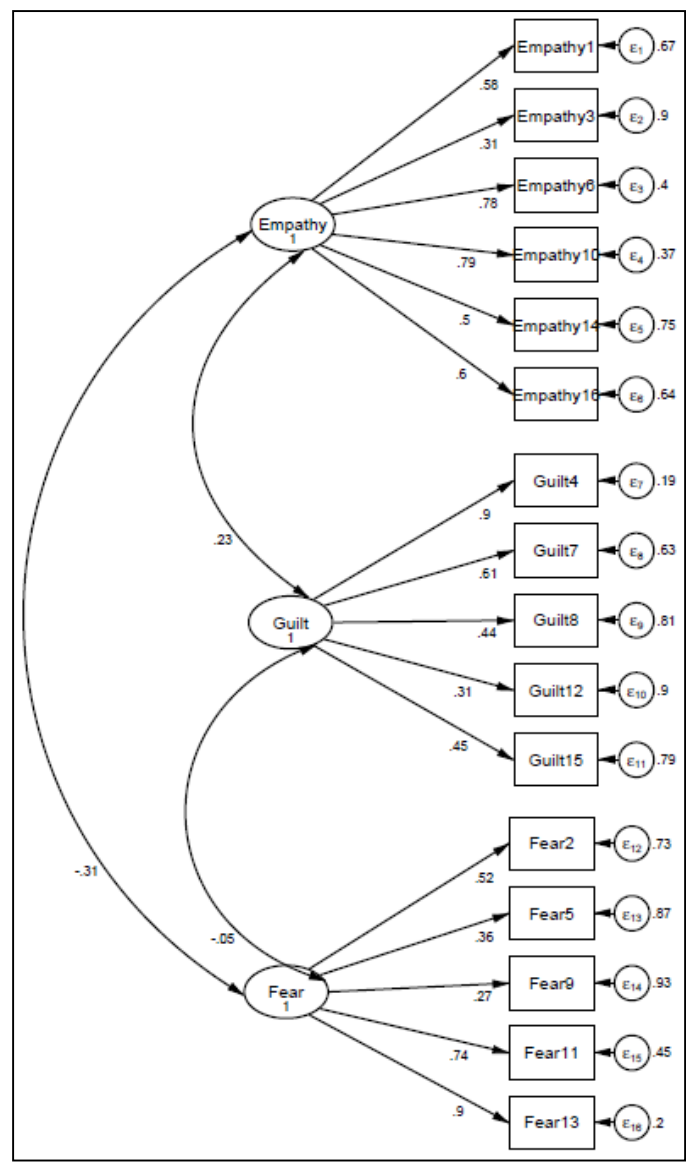 Empathy1 ε1 .67
.58
Empathy3 ε2 .9
.31
Empathy6 ε3 .4
.78
Empathy
1
Empathy10 ε4 .37
.79
Empathy14 ε5 .75
.5
Empathy16 ε6 .64
.6
Guilt4 ε7 .19
.9
.23
Guilt7 ε8 .63
.61
Guilt
1
Guilt8 ε9 .81
.44
Guilt12 ε10 .9
.31
Guilt15 ε11 .79
.45
Fear2 ε12 .73
-.31
.52
Fear5 ε13 .87
.36
-.05
Fear
1
Fear9 ε14 .93
.27
Fear11 ε15 .45
.74
Fear13 ε16 .2
.9